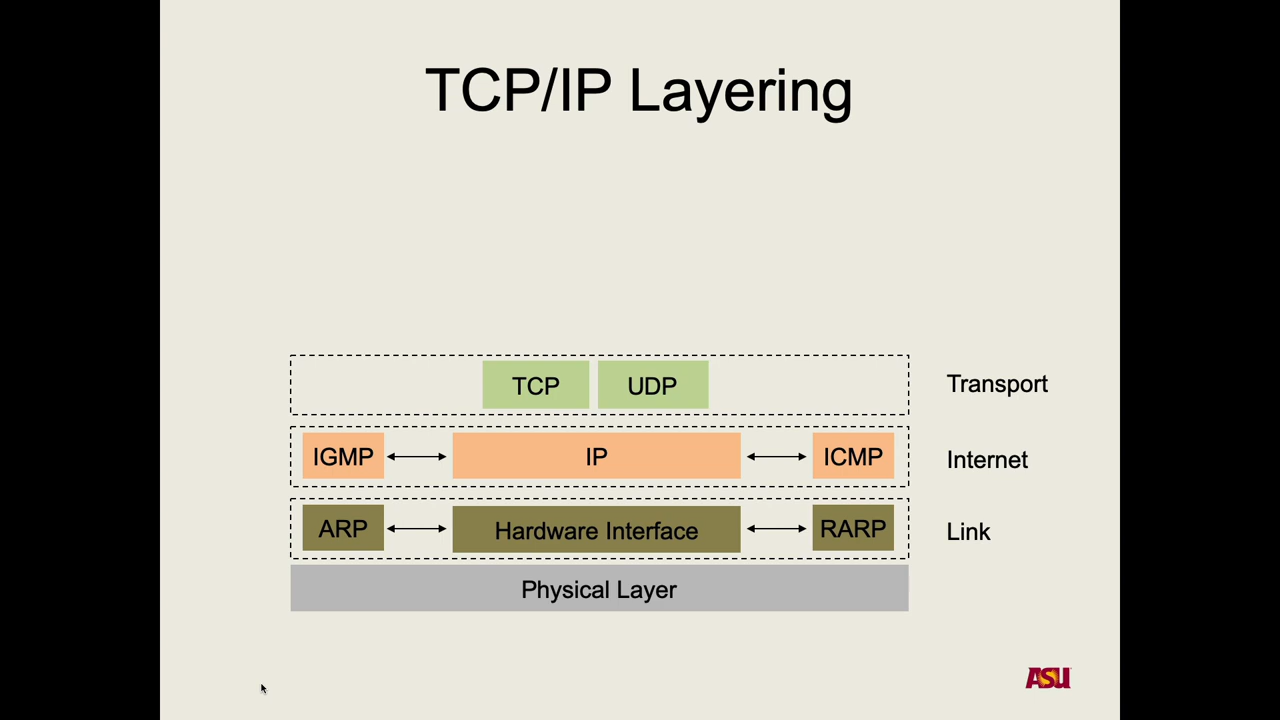 TCP/IP Layering
TCP UDP Transport
IGMP IP ICMP Internet
ARP Hardware Interface RARP Link
Physical Layer
ASU